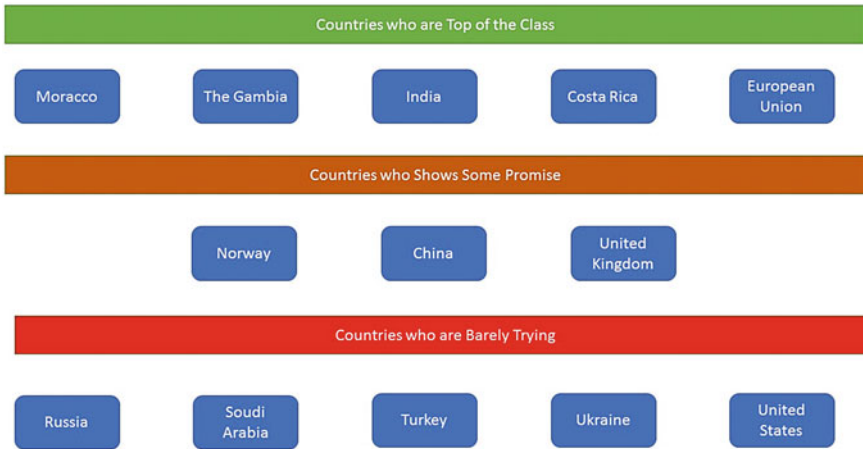 Countries who are Top of the Class
Moracco
The Gambia
India
Costa Rica
European
Union
Countries who Shows Some Promise
Norway
China
United
Kingdom
Countries who are Barely Trying
Russia
Soudi
Arabia
Turkey
Ukraine
United
States